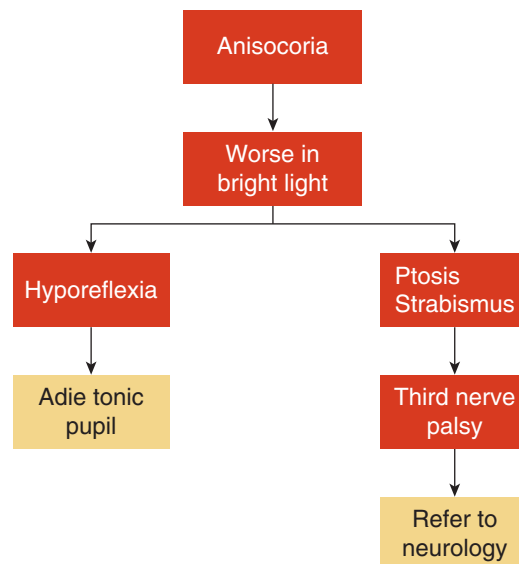 Anisocoria
Worse in
bright light
Hyporeflexia
Ptosis
Strabismus
Adie tonic
pupil
Third nerve
palsy
Refer to
neurology